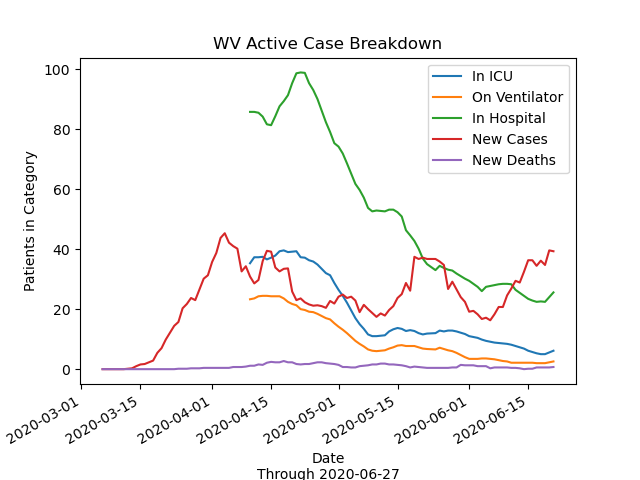 WV Active Case Breakdown
In ICU
On Ventilator
In Hospital
New Cases
New Deaths
Patients in Category
100
80
60
40
20
0
2020-03-01
2020-03-15
2020-04-01
2020-04-15
2020-05-01
2020-05-15
2020-06-01
2020-06-15
Date
Through 2020-06-27